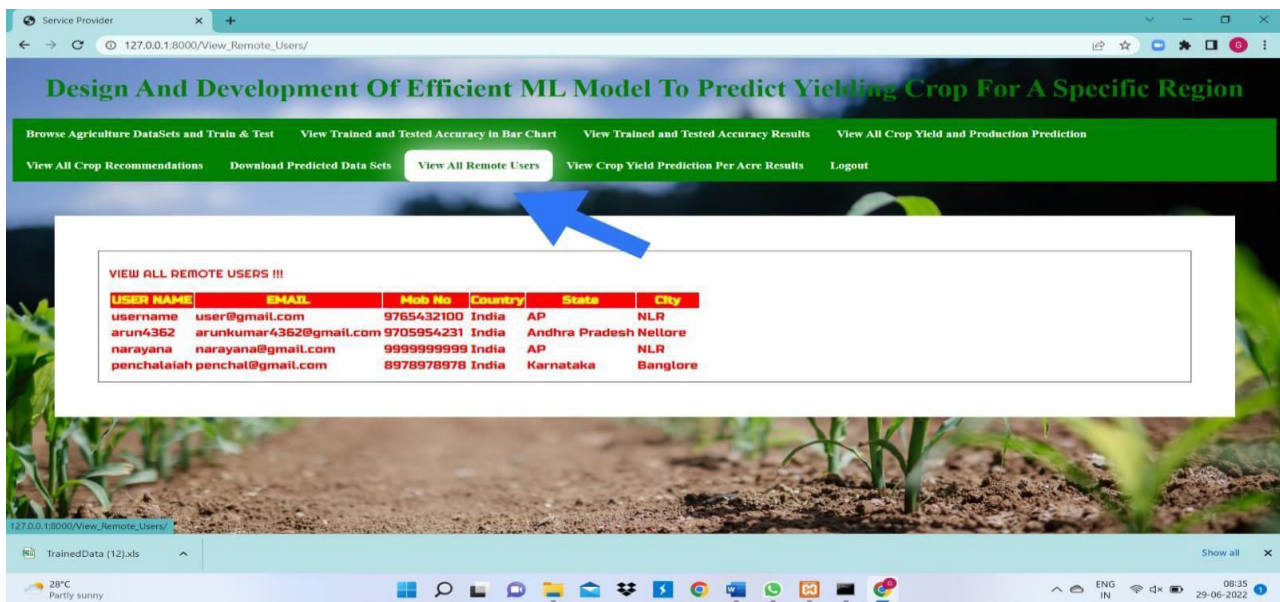 Service Provider
127.0.0.1:8000/View_Remote_Users/
G
Design And Development Of Efficient ML Model To Predict Yielding Crop For A Specific Region
Browse Agriculture DataSets and Train & Test View Trained and Tested Accuracy in Bar Chart View Trained and Tested Accuracy Results View All Crop Yield and Production Prediction
View All Crop Recommendations Download Predicted Data Sets View All Remote Users View Crop Yield Prediction Per Acre Results Logout
VIEW ALL REMOTE USERS !!!
USER NAME EMAIL Mob No Country State City
username user@gmail.com 9765432100 India AP NLR
arun4362 arunkumar4362@gmail.com 9705954231 India Andhra Pradesh Nellore
narayana narayana@gmail.com 9999999999 India AP NLR
penchalaiah penchal@gmail.com 8978978978 India Karnataka Banglore
127.0.0.1:8000/View_Remote_Users/
TrainedData (12).xls Show all
28°C ENG 08:35
Partly sunny IN 29-06-2022 1